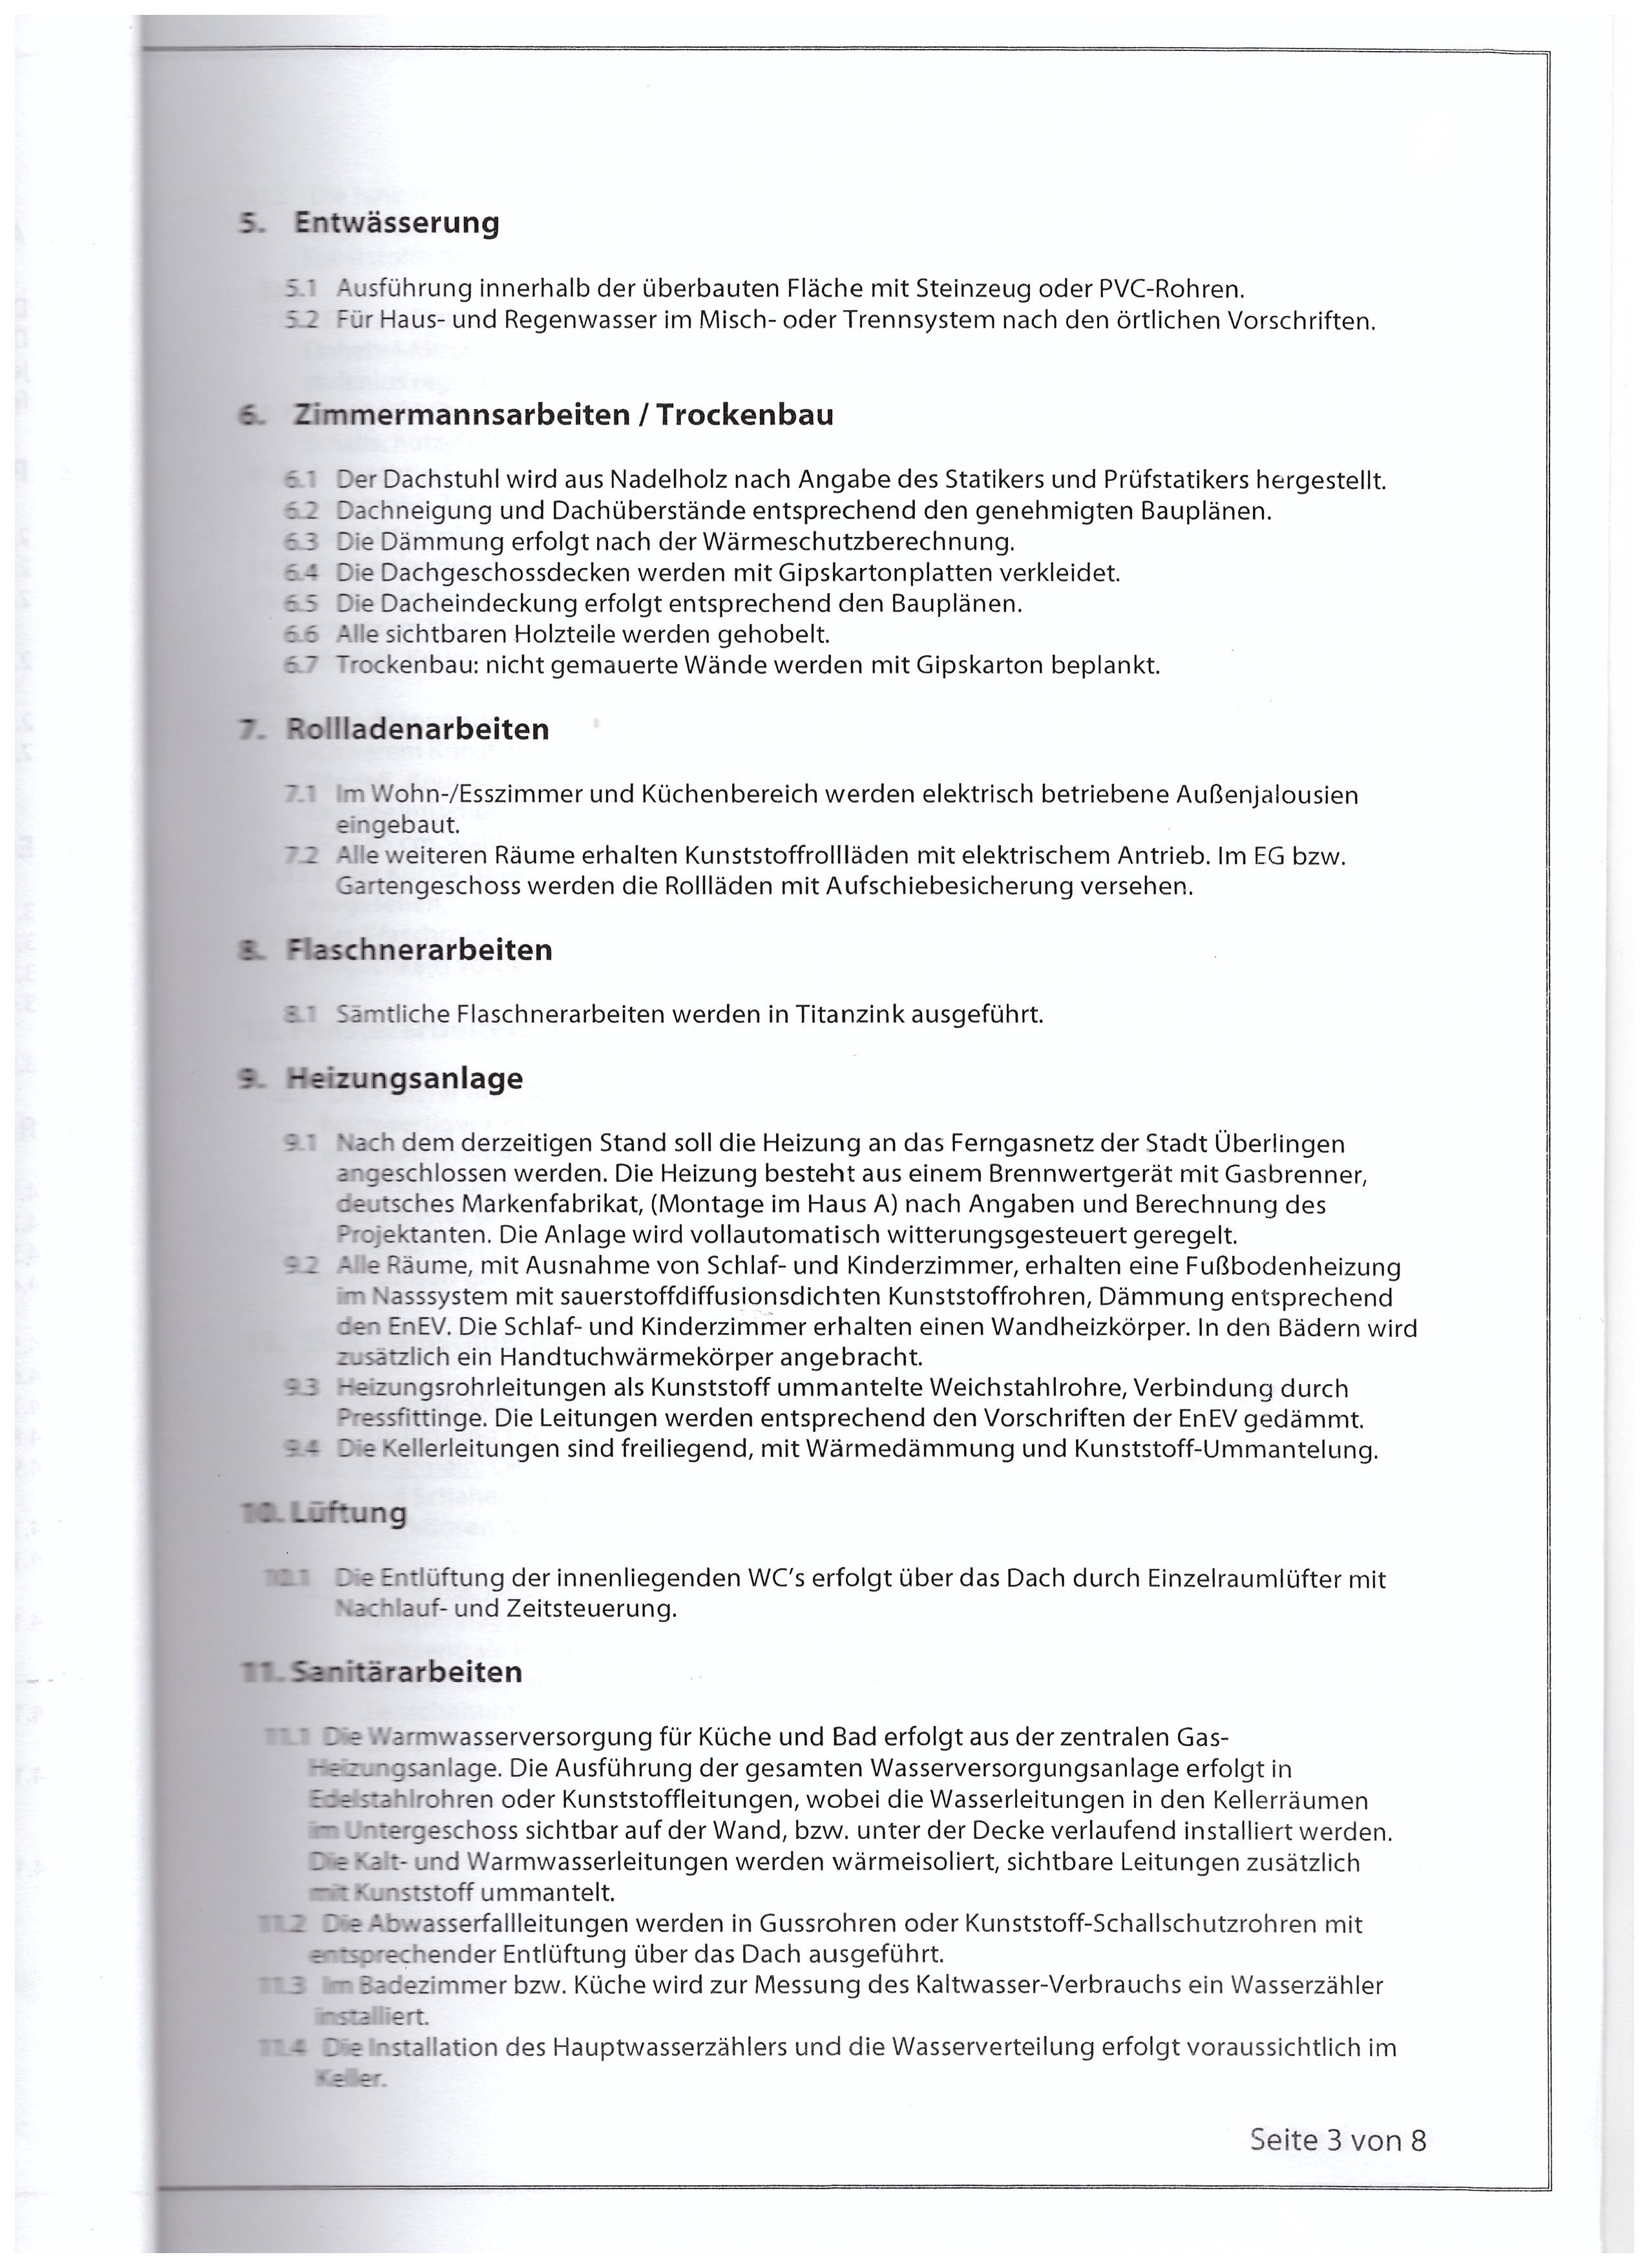 5. Entwässerung
5.1 Ausführung innerhalb der überbauten Fläche mit Steinzeug oder PVC-Rohren.
5.2 Für Haus- und Regenwasser im Misch- oder Trennsystem nach den örtlichen Vorschriften.
6. Zimmermannsarbeiten / Trockenbau
6.1 Der Dachstuhl wird aus Nadelholz nach Angabe des Statikers und Prüfstatikers hergestellt.
6.2 Dachneigung und Dachüberstände entsprechend den genehmigten Bauplänen.
6.3 Die Dämmung erfolgt nach der Wärmeschutzberechnung.
6.4 Die Dachgeschossdecken werden mit Gipskartonplatten verkleidet.
6.5 Die Dacheindeckung erfolgt entsprechend den Bauplänen.
6.6 Alle sichtbaren Holzteile werden gehobelt.
6.7 Trockenbau: nicht gemauerte Wände werden mit Gipskarton beplankt.
7. Rollladenarbeiten
7.1 Im Wohn-/Esszimmer und Küchenbereich werden elektrisch betriebene Außenjalousien
eingebaut.
7.2 Alle weiteren Räume erhalten Kunststoffrollläden mit elektrischem Antrieb. Im EG bzw.
Gartengeschoss werden die Rollläden mit Aufschiebesicherung versehen.
8. Flaschnerarbeiten
8.1 Sämtliche Flaschnerarbeiten werden in Titanzink ausgeführt.
9. Heizungsanlage
9.1 Nach dem derzeitigen Stand soll die Heizung an das Ferngasnetz der Stadt Überlingen
angeschlossen werden. Die Heizung besteht aus einem Brennwertgerät mit Gasbrenner,
deutsches Markenfabrikat, (Montage im Haus A) nach Angaben und Berechnung des
Projektanten. Die Anlage wird vollautomatisch witterungsgesteuert geregelt.
9.2 Alle Räume, mit Ausnahme von Schlaf- und Kinderzimmer, erhalten eine Fußbodenheizung
im Nasssystem mit sauerstoffdiffusionsdichten Kunststoffrohren, Dämmung entsprechend
den EnEV. Die Schlaf- und Kinderzimmer erhalten einen Wandheizkörper. In den Bädern wird
zusätzlich ein Handtuchwärmekörper angebracht.
9.3 Heizungsrohrleitungen als Kunststoff ummantelte Weichstahlrohre, Verbindung durch
Pressfittinge. Die Leitungen werden entsprechend den Vorschriften der EnEV gedämmt.
9.4 Die Kellerleitungen sind freiliegend, mit Wärmedämmung und Kunststoff-Ummantelung.
10. Lüftung
10.1 Die Entlüftung der innenliegenden WC's erfolgt über das Dach durch Einzelraumlüfter mit
Nachlauf- und Zeitsteuerung.
11. Sanitärarbeiten
11.1 Die Warmwasserversorgung für Küche und Bad erfolgt aus der zentralen Gas-
Heizungsanlage. Die Ausführung der gesamten Wasserversorgungsanlage erfolgt in
Edelstahlrohren oder Kunststoffleitungen, wobei die Wasserleitungen in den Kellerräumen
im Untergeschoss sichtbar auf der Wand, bzw. unter der Decke verlaufend installiert werden.
Die Kalt- und Warmwasserleitungen werden wärmeisoliert, sichtbare Leitungen zusätzlich
mit Kunststoff ummantelt.
11.2 Die Abwasserfallleitungen werden in Gussrohren oder Kunststoff-Schallschutzrohren mit
entsprechender Entlüftung über das Dach ausgeführt.
11.3 Im Badezimmer bzw. Küche wird zur Messung des Kaltwasser-Verbrauchs ein Wasserzähler
installiert.
11.4 Die Installation des Hauptwasserzählers und die Wasserverteilung erfolgt voraussichtlich im
Keller.
Seite 3 von 8